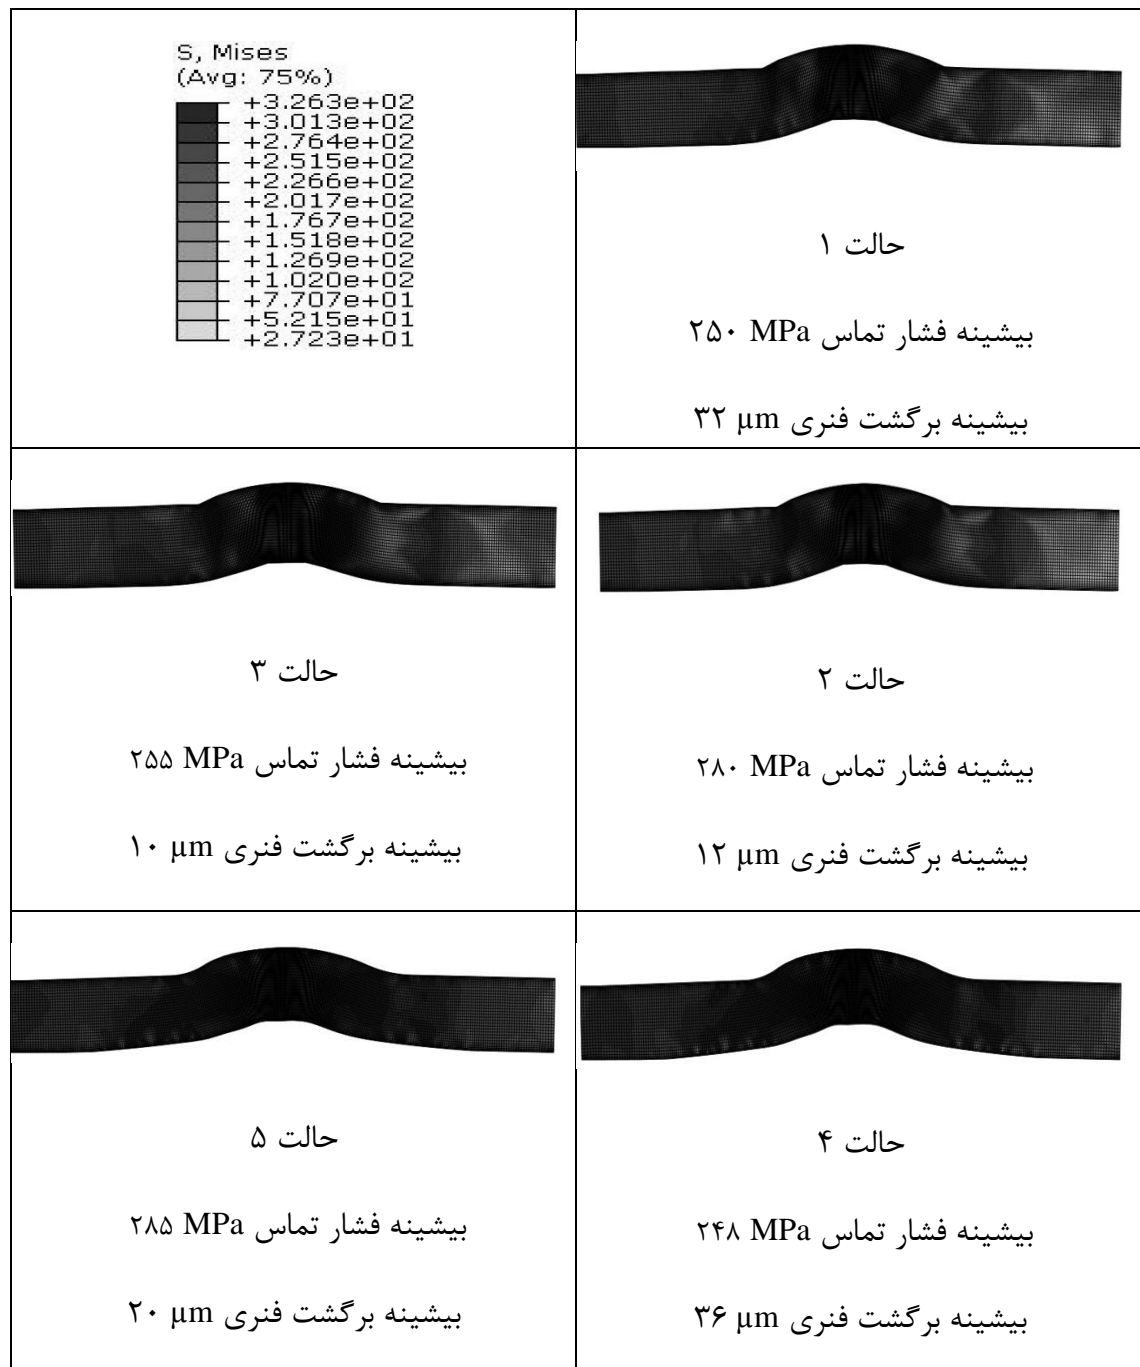 S, Mises
(Avg: 75%)
+3.263e+02
+3.013e+02
+2.764e+02
+2.515e+02
+2.266e+02
+2.017e+02
+1.767e+02
+1.518e+02
+1.269e+02
+1.020e+02
+7.707e+01
+5.215e+01
+2.723e+01
حالت ۱
بیشینه فشار تماس ۲۵۰ MPa
بیشینه برگشت فنری ۳۲ µm
حالت ۲
بیشینه فشار تماس ۲۸۰ MPa
بیشینه برگشت فنری ۱۲ µm
حالت ۳
بیشینه فشار تماس ۲۵۵ MPa
بیشینه برگشت فنری ۱۰ µm
حالت ۴
بیشینه فشار تماس ۲۴۸ MPa
بیشینه برگشت فنری ۳۶ µm
حالت ۵
بیشینه فشار تماس ۲۸۵ MPa
بیشینه برگشت فنری ۲۰ µm